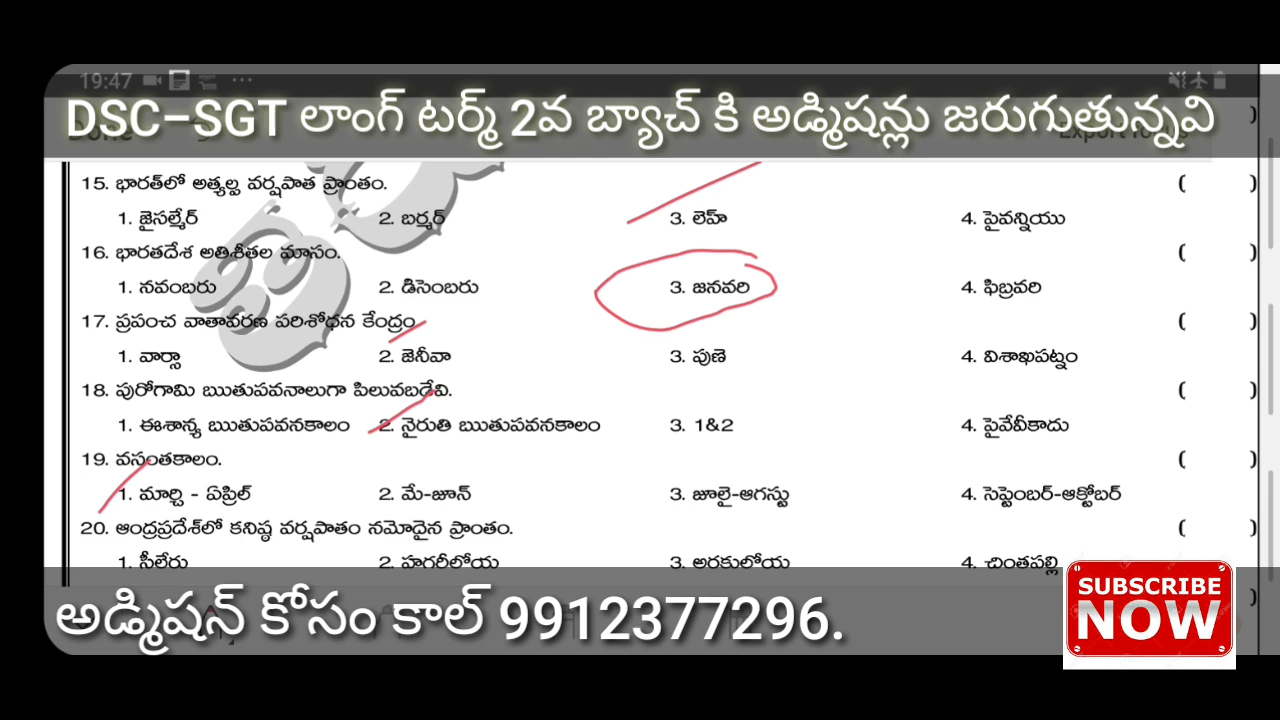 19:47
DSC-SGT లాంగ్ టర్మ్ 2వ బ్యాచ్ కి అడ్మిషన్లు జరుగుతున్నవి
15. భారత్‌లో అత్యల్ప వర్షపాత ప్రాంతం. ( )
1. జైసల్మేర్ 2. బర్మర్ 3. లెహ్ 4. పైవన్నియు
16. భారతదేశ అతిశీతల మాసం. ( )
1. నవంబరు 2. డిసెంబరు 3. జనవరి 4. ఫిబ్రవరి
17. ప్రపంచ వాతావరణ పరిశోధన కేంద్రం ( )
1. వార్సా 2. జెనీవా 3. పుణె 4. విశాఖపట్నం
18. పురోగామి ఋతుపవనాలుగా పిలువబడేవి. ( )
1. ఈశాన్య ఋతుపవనకాలం 2. నైరుతి ఋతుపవనకాలం 3. 1&2 4. పైవేవీకాదు
19. వసంతకాలం. ( )
1. మార్చి - ఏప్రిల్ 2. మే-జూన్ 3. జూలై-ఆగస్టు 4. సెప్టెంబర్-ఆక్టోబర్
20. ఆంధ్రప్రదేశ్‌లో కనిష్ఠ వర్షపాతం నమోదైన ప్రాంతం. ( )
1. సీలేరు 2. హగరీలోయ 3. అరకులోయ 4. చింతపల్లి
అడ్మిషన్ కోసం కాల్ 9912377296.
SUBSCRIBE
NOW